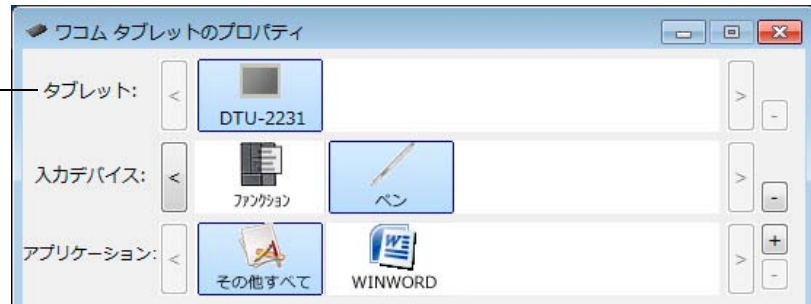 ワコム タブレットのプロパティ
タブレット:
DTU-2231
入力デバイス:
ファンクション
ペン
アプリケーション:
その他すべて
WINWORD